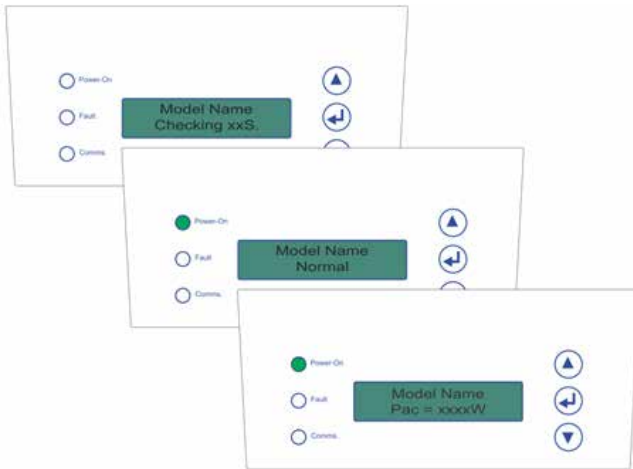 Power-On
Fault.
Model Name
Checking xxS.
Comms.
Power-On
Fault
Model Name
Normal
Comms.
Power-On
Fault
Model Name
Pac = xxxxW
Comms.